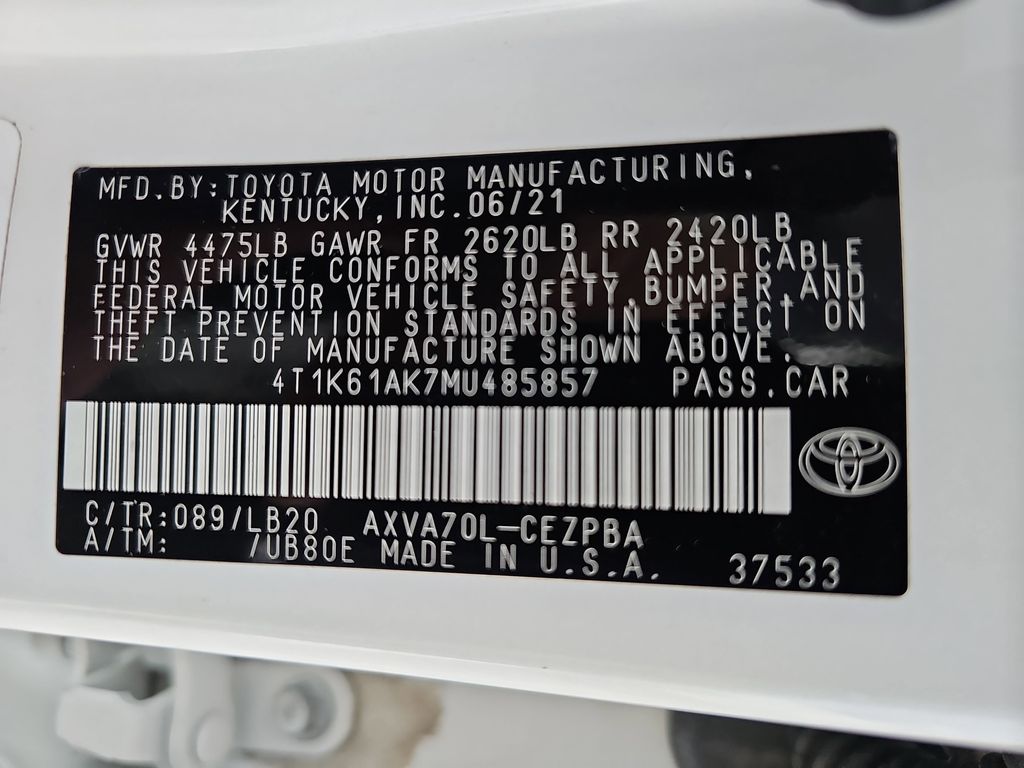 MFD.BY:TOYOTA MOTOR MANUFACTURING,
KENTUCKY,INC.06/21
GVWR 4475LB GAWR FR 2620LB RR 2420LB
THIS VEHICLE CONFORMS TO ALL APPLICABLE
FEDERAL MOTOR VEHICLE SAFETY,BUMPER,AND
THEFT PREVENTION STANDARDS IN EFFECT ON
THE DATE OF MANUFACTURE SHOWN ABOVE.
4T1K61AK7MU485857 PASS.CAR
C/TR:089/LB20 AXVA70L-CEZPBA
A/TM: /UB80E MADE IN U.S.A. 37533